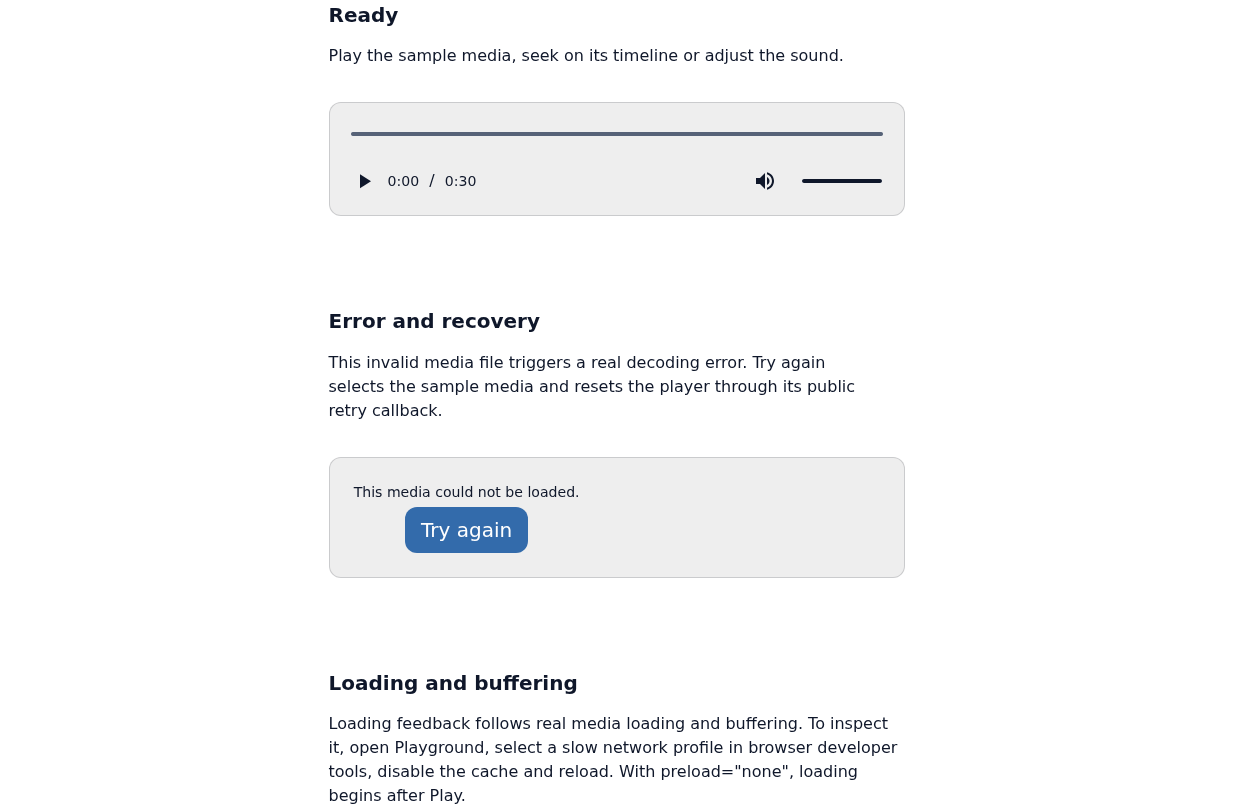 Ready
Play the sample media, seek on its timeline or adjust the sound.
0:00 / 0:30
Error and recovery
This invalid media file triggers a real decoding error. Try again
selects the sample media and resets the player through its public
retry callback.
This media could not be loaded.
Try again
Loading and buffering
Loading feedback follows real media loading and buffering. To inspect
it, open Playground, select a slow network profile in browser developer
tools, disable the cache and reload. With preload="none", loading
begins after Play.